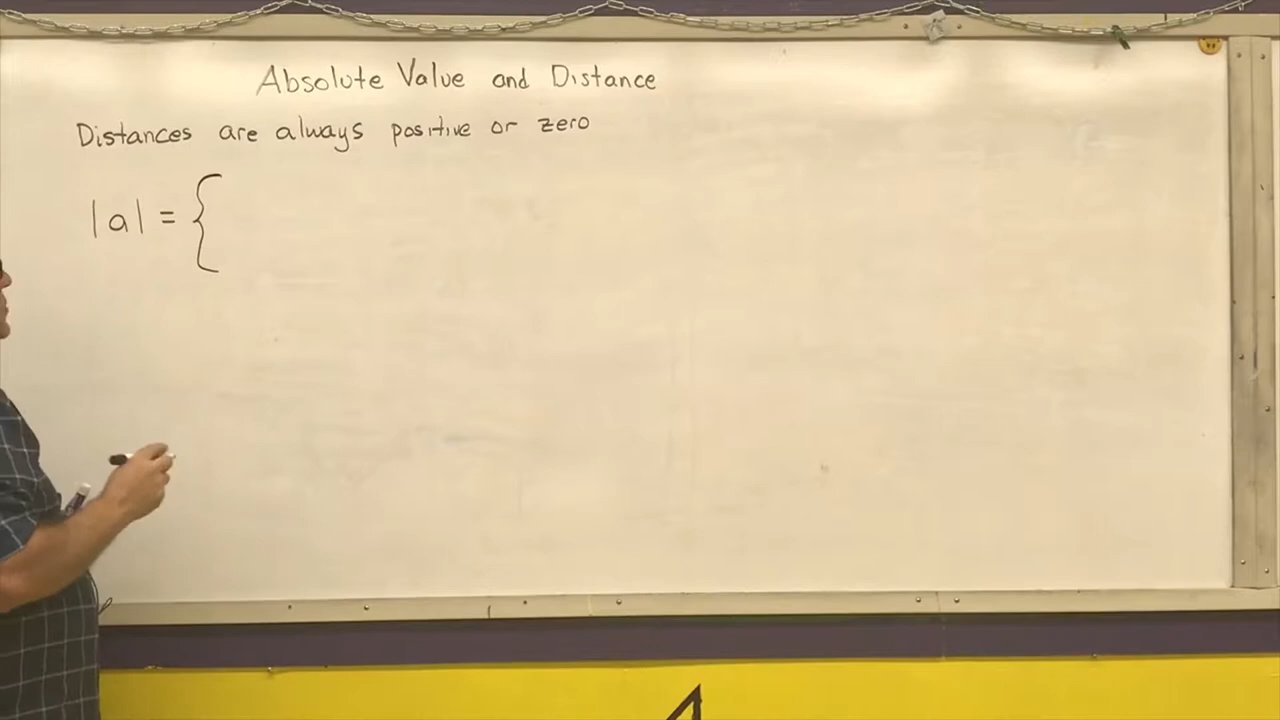 Absolute Value and Distance
Distances are always positive or zero
|a| = {